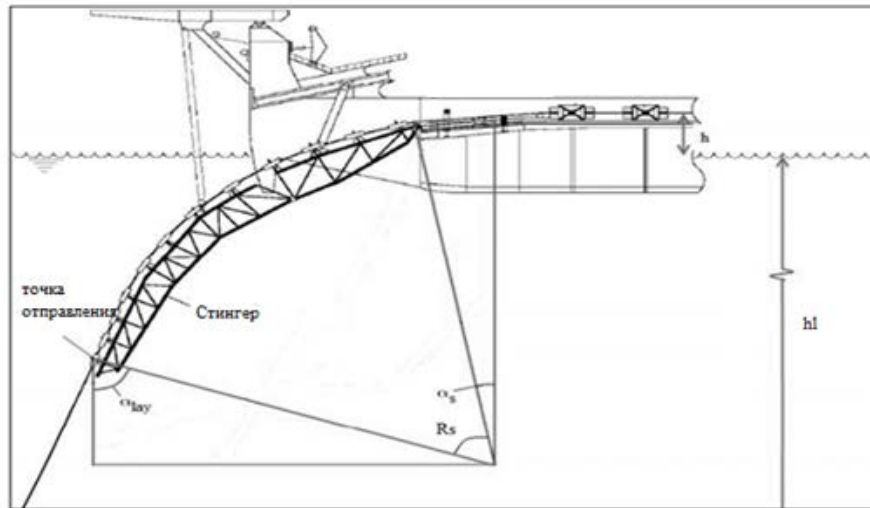 h
точка
отправления
Стингер
hl
αs
αlay
Rs